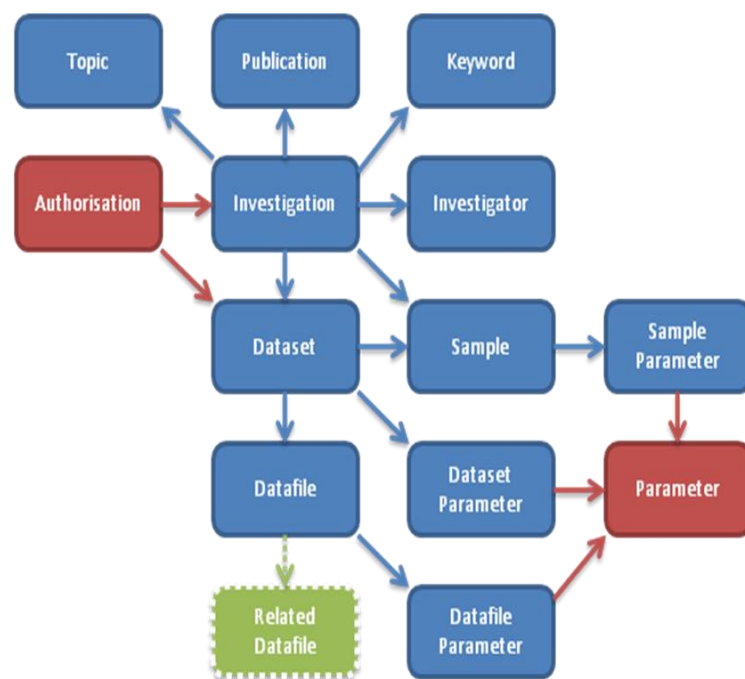 Topic
Publication
Keyword
Authorisation
Investigation
Investigator
Dataset
Sample
Sample
Parameter
Datafile
Dataset
Parameter
Parameter
Related
Datafile
Datafile
Parameter